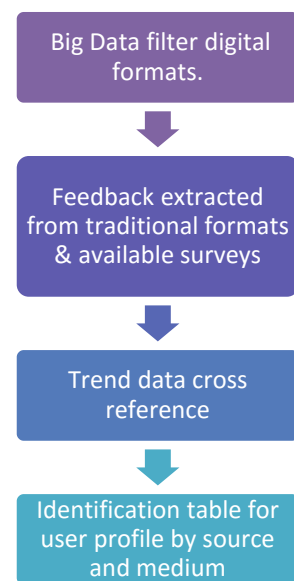 Big Data filter digital
formats.
Feedback extracted
from traditional formats
& available surveys
Trend data cross
reference
Identification table for
user profile by source
and medium